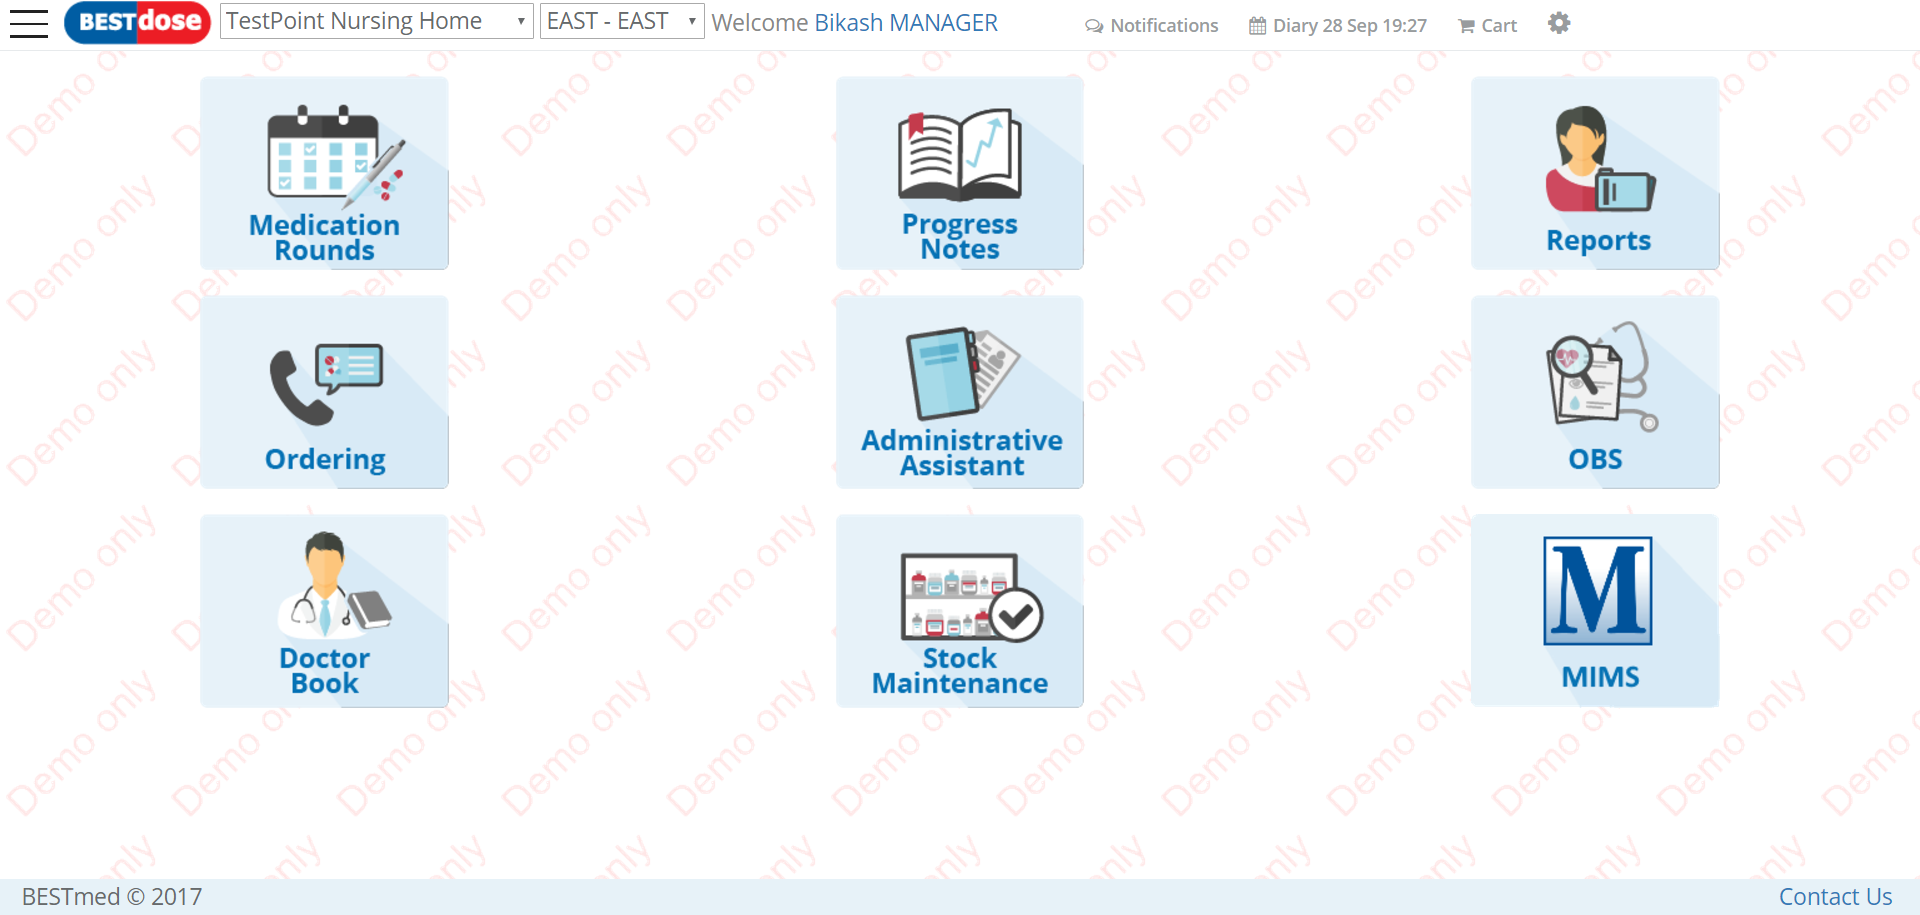 BESTdose TestPoint Nursing Home EAST - EAST Welcome Bikash MANAGER Notifications Diary 28 Sep 19:27 Cart
Medication
Rounds
Progress
Notes
Reports
Ordering
Administrative
Assistant
OBS
Doctor
Book
Stock
Maintenance
M
MIMS
Demo only
BESTmed © 2017
Contact Us